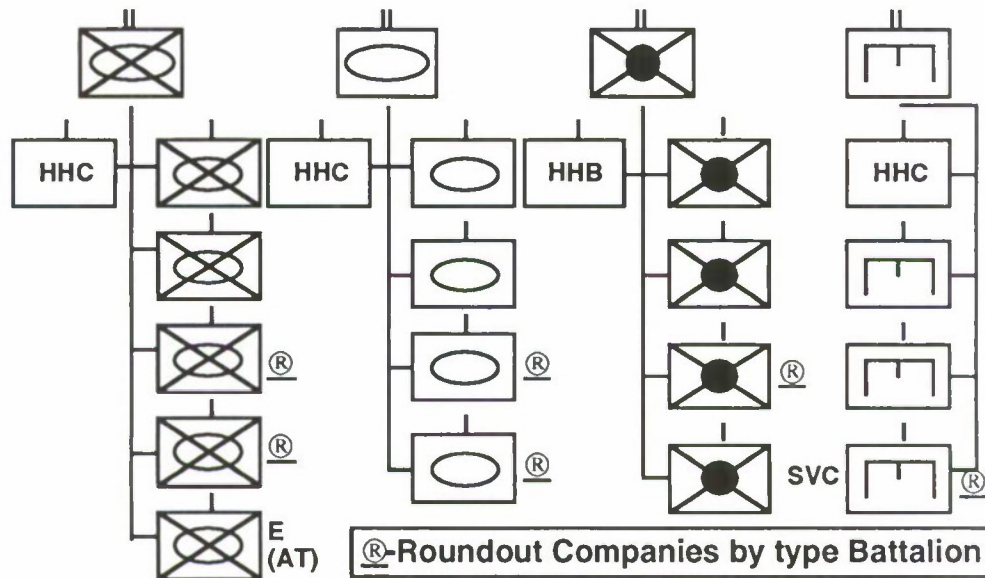 HHC
HHC
HHB
HHC
Ⓡ
Ⓡ
Ⓡ
Ⓡ
Ⓡ
Ⓡ
SVC
Ⓡ
E
(AT)
Ⓡ-Roundout Companies by type Battalion